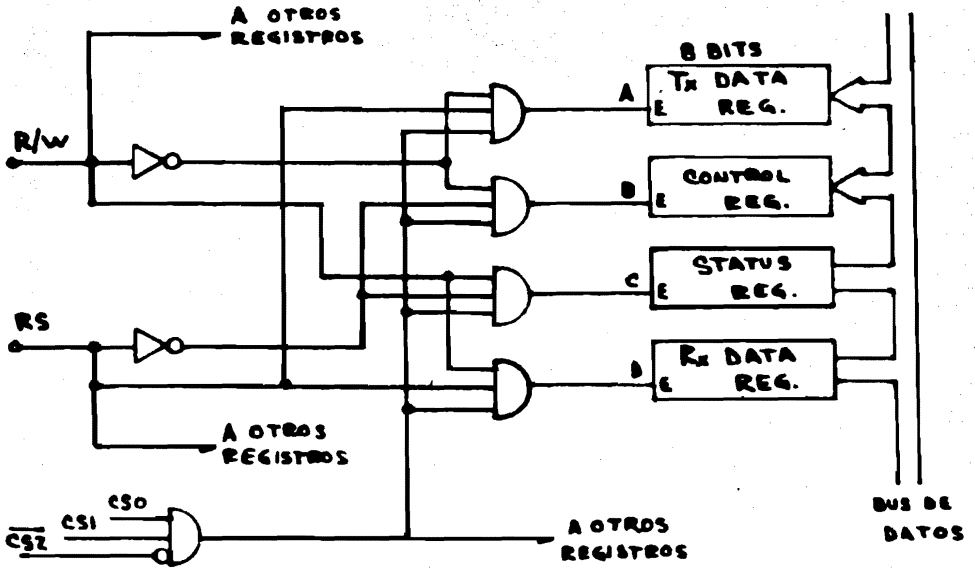 A OTROS
REGISTROS
R/W
RS
A OTROS
REGISTROS
CS0
CS1
CS2
A OTROS
REGISTROS
A
B
C
D
8 BITS
E
Tx DATA
REG.
E
CONTROL
REG.
E
STATUS
REG.
E
Rx DATA
REG.
BUS DE
DATOS